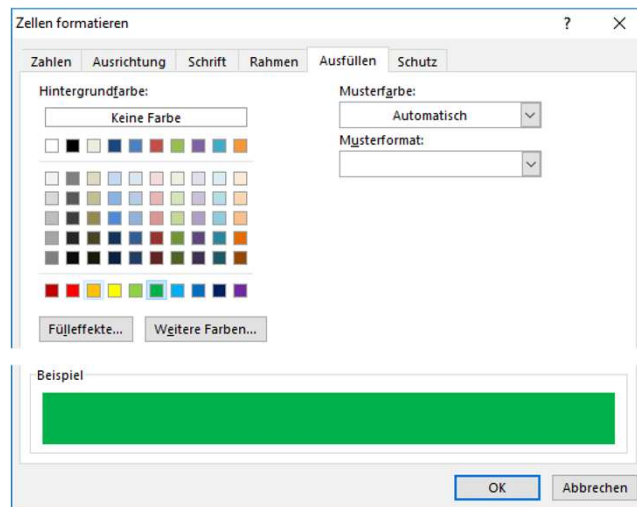 Zellen formatieren ?
Zahlen Ausrichtung Schrift Rahmen Ausfüllen Schutz
Hintergrundfarbe:
Keine Farbe
Musterfarbe:
Automatisch
Musterformat:
Fülleffekte... Weitere Farben...
Beispiel
OK Abbrechen